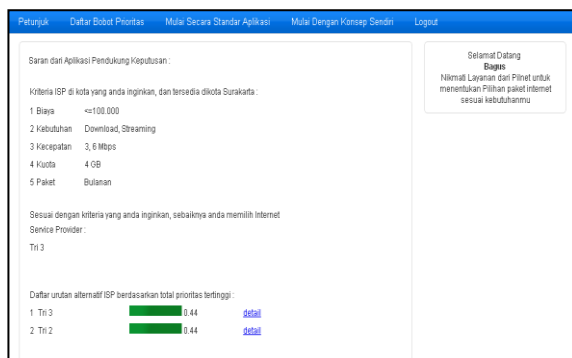 Petunjuk Daftar Bobot Prioritas Mulai Secara Standar Aplikasi Mulai Dengan Konsep Sendiri Logout
Saran dari Aplikasi Pendukung Keputusan :
Kriteria ISP di kota yang anda inginkan, dan tersedia dikota Surakarta :
1 Biaya <=100.000
2 Kebutuhan Download, Streaming
3 Kecepatan 3, 6 Mbps
4 Kuota 4 GB
5 Paket Bulanan
Sesuai dengan kriteria yang anda inginkan, sebaiknya anda memilih Internet
Service Provider :
Tri 3
Daftar urutan alternatif ISP berdasarkan total prioritas tertinggi :
1 Tri 3 0.44 detail
2 Tri 2 0.44 detail
Selamat Datang
Bagus
Nikmati Layanan dari Pilnet untuk
menentukan Pilihan paket internet
sesuai kebutuhanmu